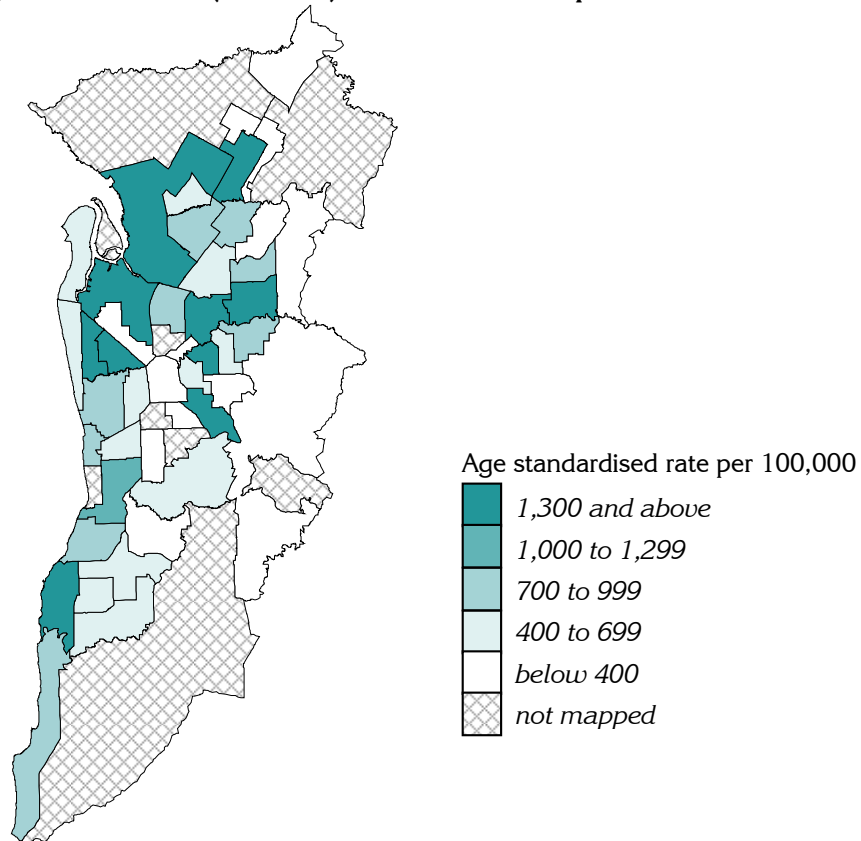 Age standardised rate per 100,000
1,300 and above
1,000 to 1,299
700 to 999
400 to 699
below 400
not mapped